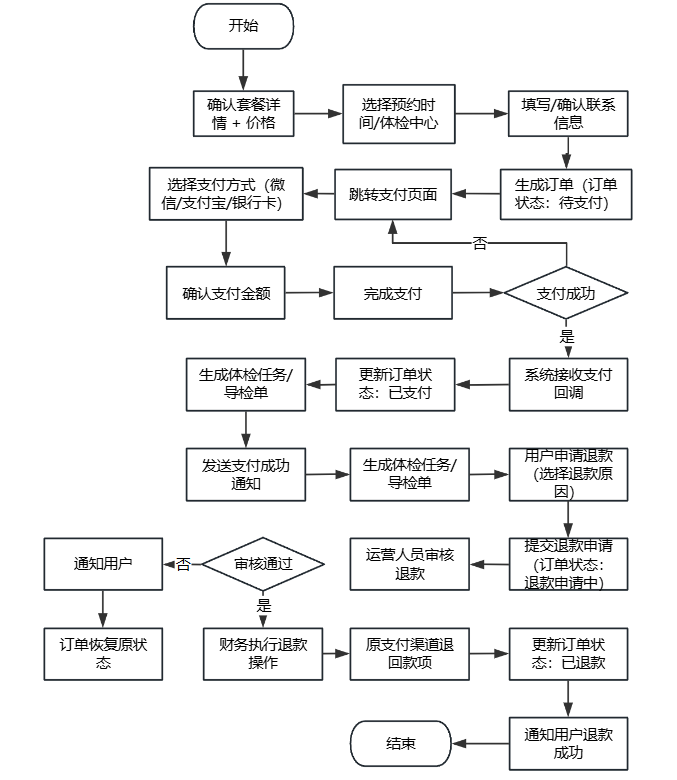 开始
确认套餐详
情 + 价格
选择预约时
间/体检中心
填写/确认联系
信息
选择支付方式（微
信/支付宝/银行卡）
跳转支付页面
生成订单（订单
状态：待支付）
否
确认支付金额
完成支付
支付成功
是
生成体检任务/
导检单
更新订单状
态：已支付
系统接收支付
回调
发送支付成功
通知
生成体检任务/
导检单
用户申请退款
（选择退款原
因）
通知用户
否
审核通过
运营人员审核
退款
提交退款申请
（订单状态：
退款申请中）
是
订单恢复原状
态
财务执行退款
操作
原支付渠道退
回款项
更新订单状
态：已退款
结束
通知用户退款
成功